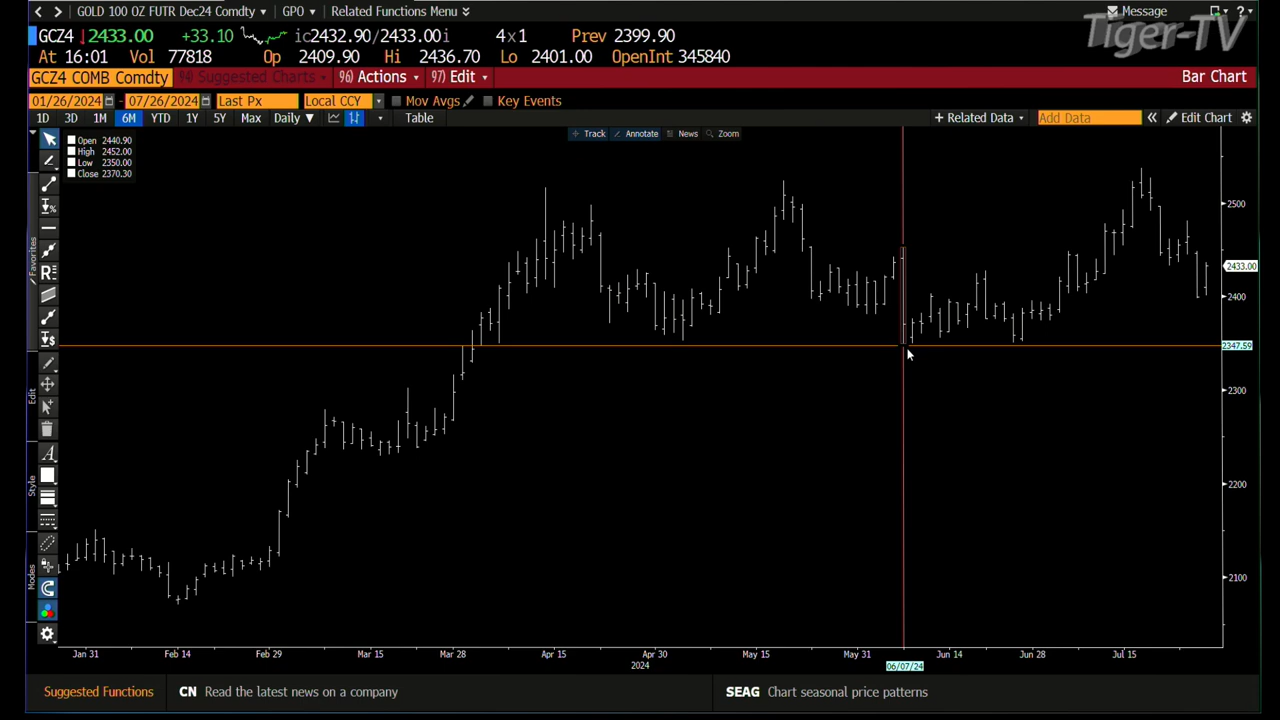 GOLD 100 OZ FUTR Dec24 Comdty GPO Related Functions Menu Message ?
Tiger-TV
GCZ4 2433.00 +33.10 ic2432.90/2433.00i 4x1 Prev 2399.90
At 16:01 Vol 77818 Op 2409.90 Hi 2436.70 Lo 2401.00 OpenInt 345840
GCZ4 COMB Comdty 94) Suggested Charts 96) Actions 97) Edit Bar Chart
01/26/2024 - 07/26/2024 Last Px Local CCY Mov Avgs Key Events
1D 3D 1M 6M YTD 1Y 5Y Max Daily ▼ Table + Related Data Add Data « Edit Chart
Track Annotate News Zoom
Open 2440.90
High 2452.00
Low 2350.00
Close 2370.30
Favorites
Edit
Style
Modes
2500
2433.00
2400
2347.59
2300
2200
2100
Jan 31 Feb 14 Feb 29 Mar 15 Mar 28 Apr 15 Apr 30 May 15 May 31 Jun 14 Jun 28 Jul 15
2024 06/07/24
Suggested Functions CN Read the latest news on a company SEAG Chart seasonal price patterns